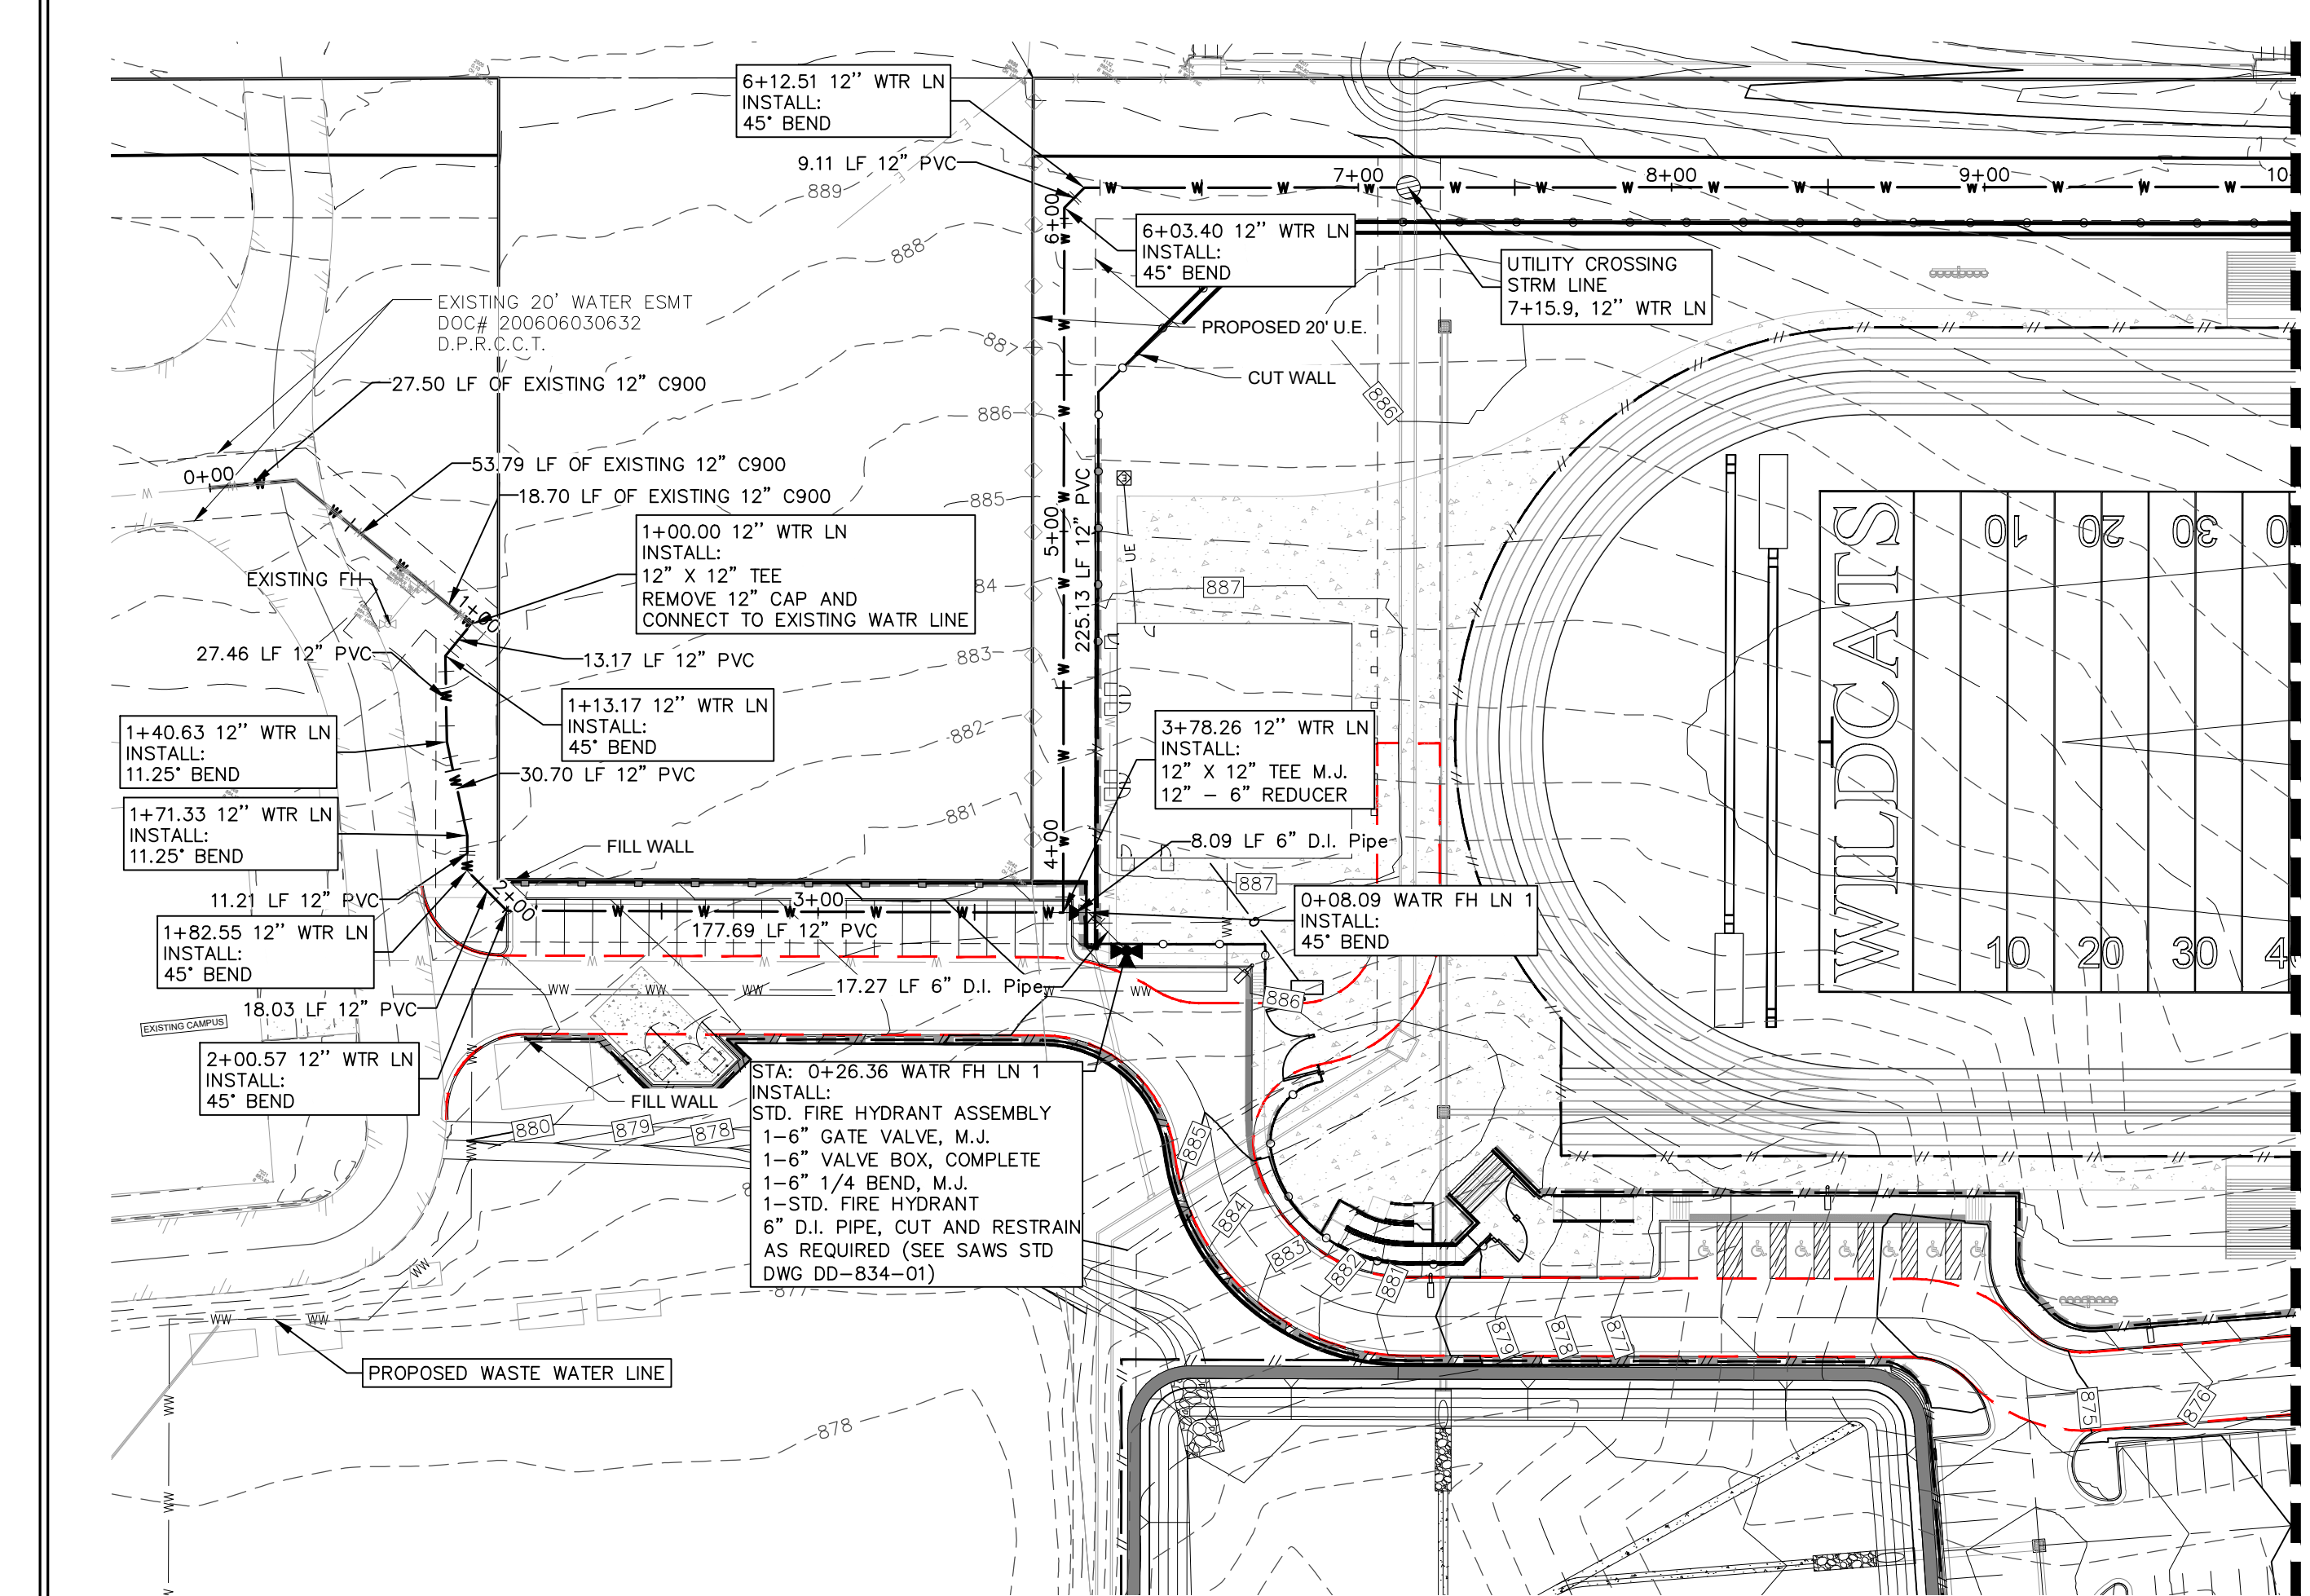 6+12.51 12" WTR LN
INSTALL:
45° BEND
9.11 LF 12" PVC
889
888
887
886
885
84
883
882
881
6+00
7+00
8+00
9+00
10
6+03.40 12" WTR LN
INSTALL:
45° BEND
UTILITY CROSSING
STRM LINE
7+15.9, 12" WTR LN
PROPOSED 20' U.E.
CUT WALL
886
EXISTING 20' WATER ESMT
DOC# 200606030632
D.P.R.C.C.T.
27.50 LF OF EXISTING 12" C900
53.79 LF OF EXISTING 12" C900
18.70 LF OF EXISTING 12" C900
0+00
1+00.00 12" WTR LN
INSTALL:
12" X 12" TEE
REMOVE 12" CAP AND
CONNECT TO EXISTING WATR LINE
EXISTING FH
1+00
27.46 LF 12" PVC
13.17 LF 12" PVC
1+13.17 12" WTR LN
INSTALL:
45° BEND
1+40.63 12" WTR LN
INSTALL:
11.25° BEND
30.70 LF 12" PVC
1+71.33 12" WTR LN
INSTALL:
11.25° BEND
FILL WALL
11.21 LF 12" PVC
2+00
3+00
177.69 LF 12" PVC
1+82.55 12" WTR LN
INSTALL:
45° BEND
18.03 LF 12" PVC
EXISTING CAMPUS
2+00.57 12" WTR LN
INSTALL:
45° BEND
5+00
225.13 LF 12" PVC
UE
887
4+00
3+78.26 12" WTR LN
INSTALL:
12" X 12" TEE M.J.
12" – 6" REDUCER
8.09 LF 6" D.I. Pipe
887
0+08.09 WATR FH LN 1
INSTALL:
45° BEND
17.27 LF 6" D.I. Pipe
WW
WW
WW
WW
886
FILL WALL
STA: 0+26.36 WATR FH LN 1
INSTALL:
STD. FIRE HYDRANT ASSEMBLY
1–6" GATE VALVE, M.J.
1–6" VALVE BOX, COMPLETE
1–6" 1/4 BEND, M.J.
1–STD. FIRE HYDRANT
6" D.I. PIPE, CUT AND RESTRAIN
AS REQUIRED (SEE SAWS STD
DWG DD–834–01)
880
879
878
877
885
884
883
882
881
879
878
877
875
876
WW
WW
WW
PROPOSED WASTE WATER LINE
878
WILDCATS
10
20
30
0
10
20
30
4